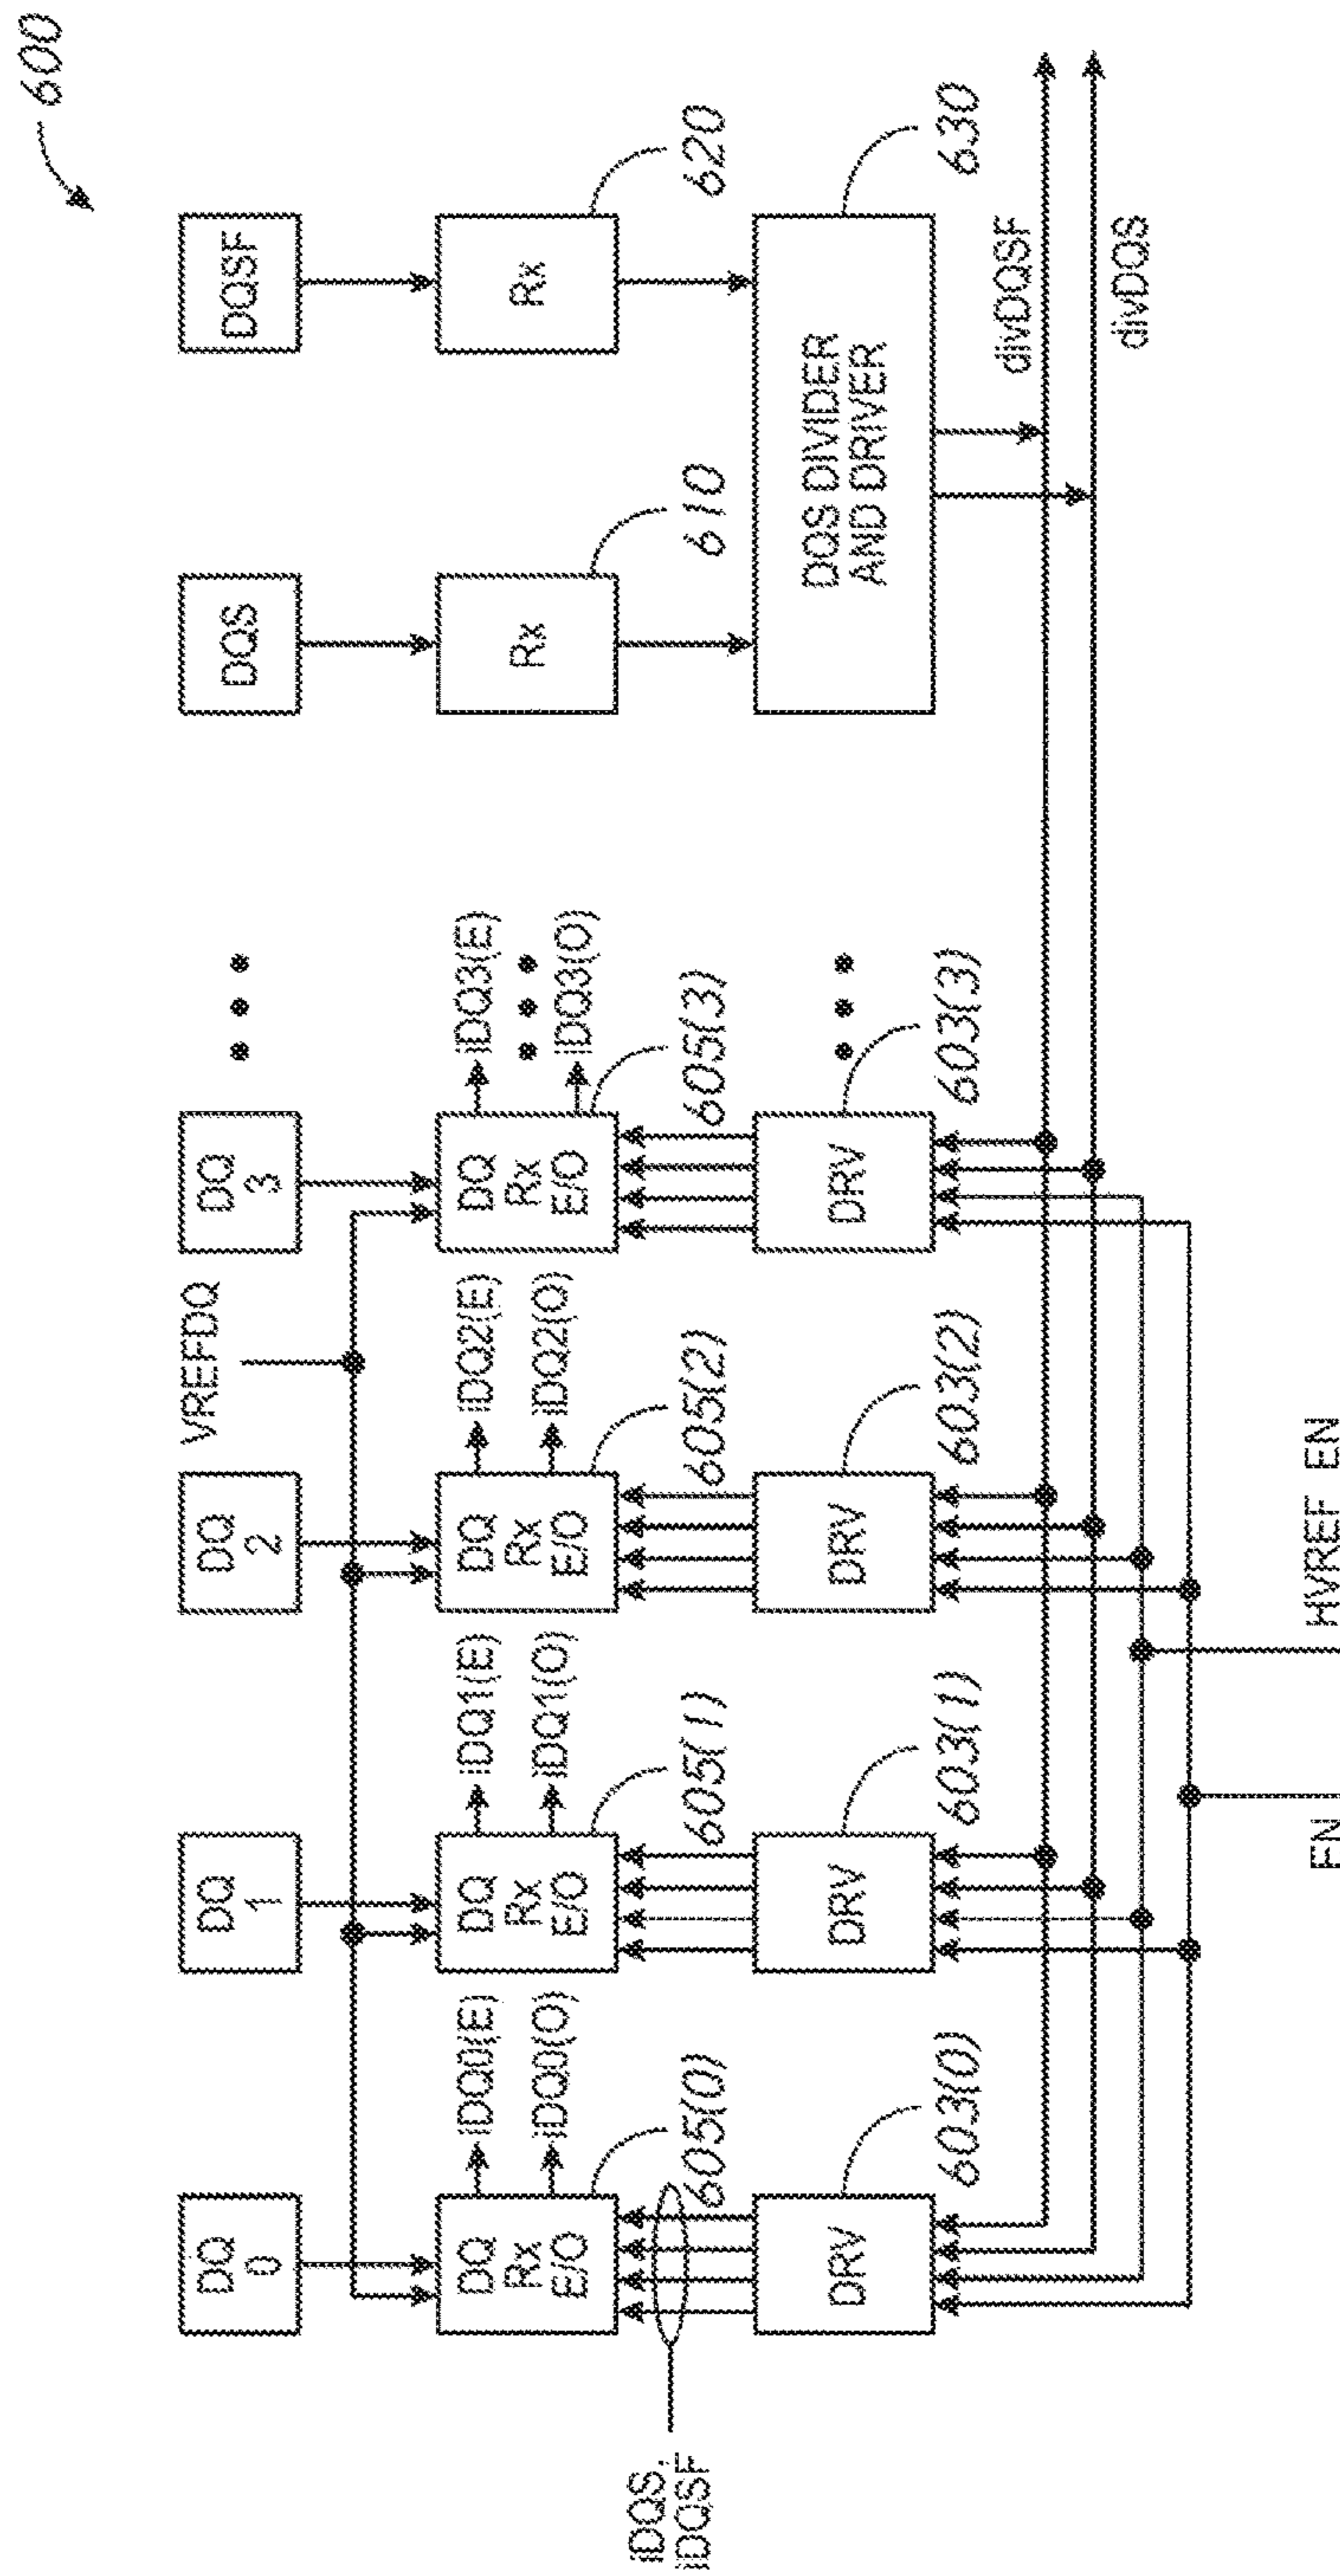 600
DQ
0
DQ
1
DQ
2
VREFDQ
DQ
3
DQS
DQSF
DQ
Rx
E/O
iDQ0(E)
iDQ0(O)
DQ
Rx
E/O
iDQ1(E)
iDQ1(O)
DQ
Rx
E/O
iDQ2(E)
iDQ2(O)
DQ
Rx
E/O
iDQ3(E)
iDQ3(O)
Rx
Rx
iDQS,
iDQSF
605(0)
605(1)
605(2)
605(3)
610
620
DRV
DRV
DRV
DRV
DQS DIVIDER
AND DRIVER
603(0)
603(1)
603(2)
603(3)
630
divDQSF
divDQS
EN
HVREF EN